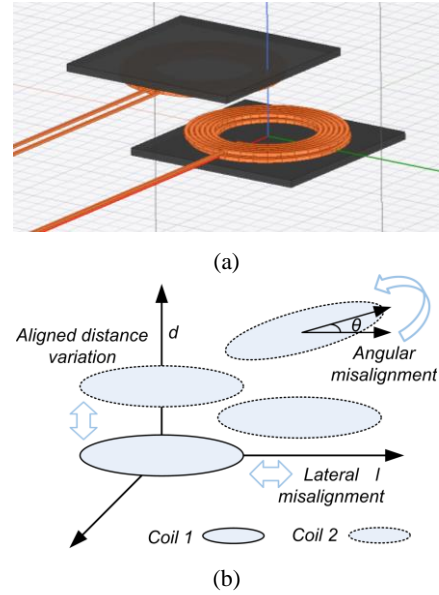 (a)
Aligned distance
variation
d
θ
Angular
misalignment
Lateral l
misalignment
Coil 1
Coil 2
(b)